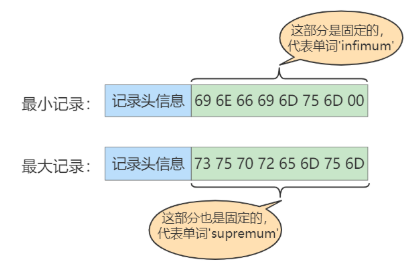 这部分是固定的，
代表单词'infimum'
最小记录：
记录头信息
69 6E 66 69 6D 75 6D 00
最大记录：
记录头信息
73 75 70 72 65 6D 75 6D
这部分也是固定的，
代表单词'supremum'